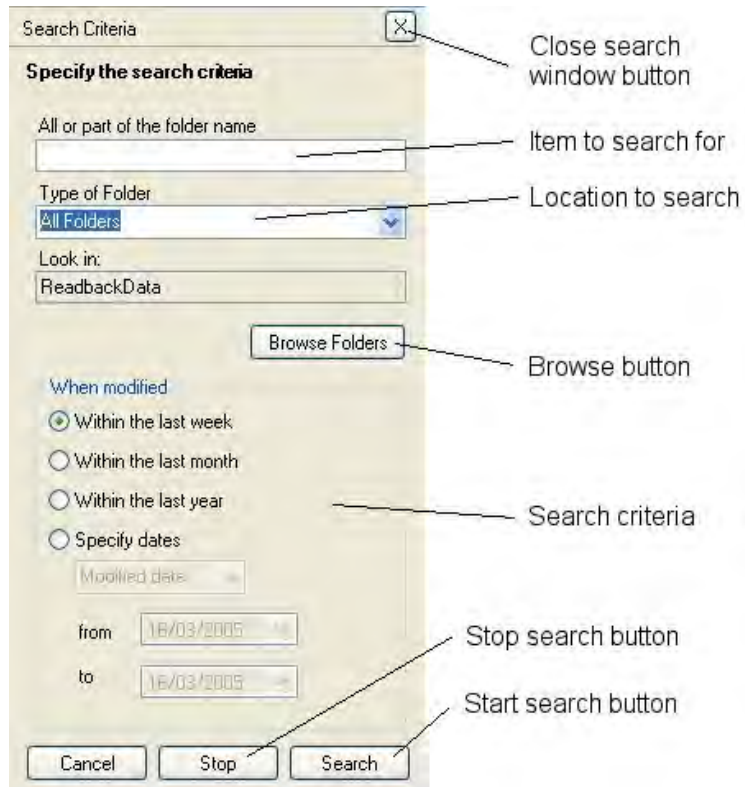 Search Criteria
Close search
window button
Specify the search criteria
All or part of the folder name
Item to search for
Type of Folder
Location to search
All Folders
Look in:
ReadbackData
Browse Folders
Browse button
When modified
Within the last week
Within the last month
Within the last year
Search criteria
Specify dates
Modified date
from 16/03/2005
Stop search button
to 16/03/2005
Start search button
Cancel Stop Search